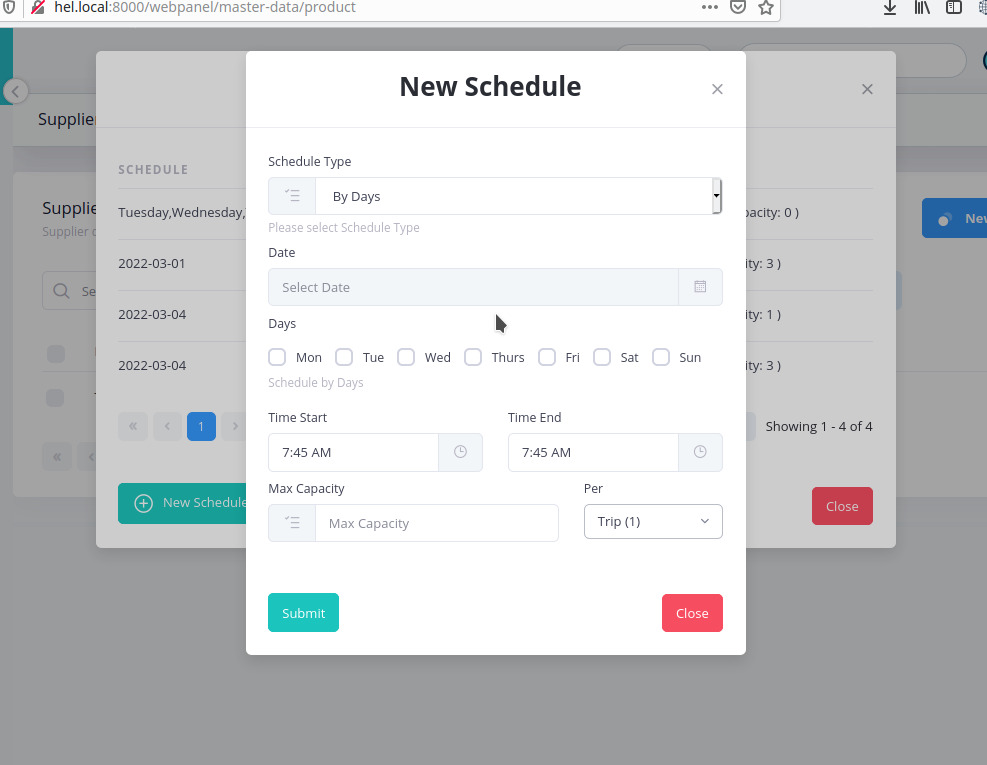 hel.local:8000/webpanel/master-data/product
New Schedule
Supplie
SCHEDULE
Schedule Type
Supplie
Tuesday,Wednesday,
By Days
pacity: 0 )
New
Supplier
Please select Schedule Type
Date
2022-03-01
ity: 3 )
Se
Select Date
2022-03-04
ity: 1 )
Days
Mon Tue Wed Thurs Fri Sat Sun
2022-03-04
ity: 3 )
Schedule by Days
Time Start Time End
« ‹ 1 ›
Showing 1 - 4 of 4
7:45 AM 7:45 AM
« ‹
Max Capacity Per
New Schedule
Close
Max Capacity Trip (1)
Submit Close